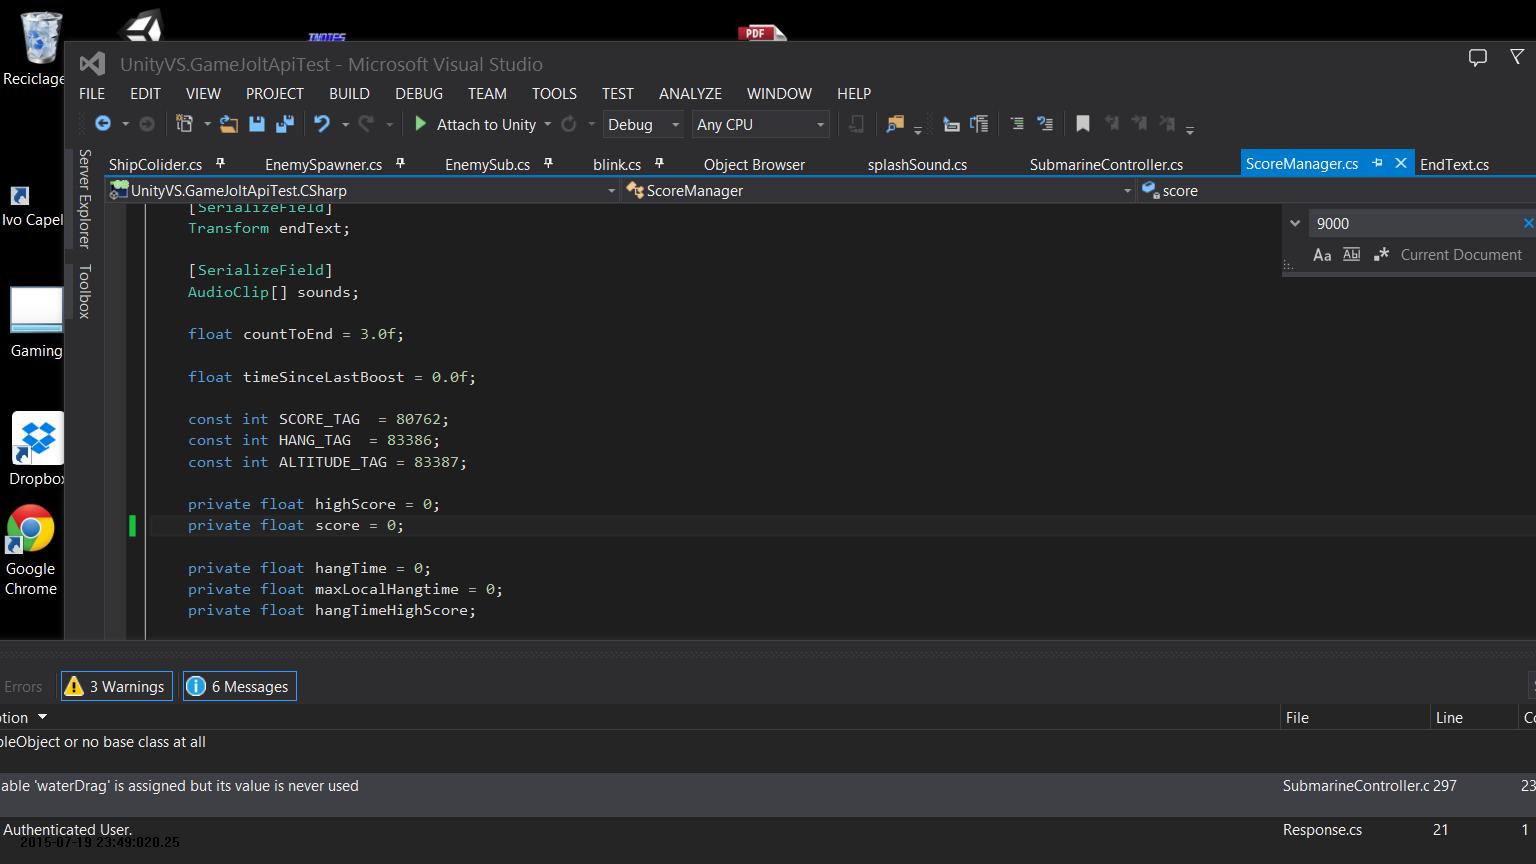 INOTES
PDF
Reciclage
UnityVS.GameJoltApiTest - Microsoft Visual Studio
FILE EDIT VIEW PROJECT BUILD DEBUG TEAM TOOLS TEST ANALYZE WINDOW HELP
Attach to Unity Debug Any CPU
ShipColider.cs EnemySpawner.cs EnemySub.cs blink.cs Object Browser splashSound.cs SubmarineController.cs ScoreManager.cs EndText.cs
UnityVS.GameJoltApiTest.CSharp ScoreManager score
Server Explorer
Toolbox
Ivo Capel
Gaming
Dropbox
Google
Chrome
9000
Aa Abl Current Document
[SerializeField]
Transform endText;
[SerializeField]
AudioClip[] sounds;
float countToEnd = 3.0f;
float timeSinceLastBoost = 0.0f;
const int SCORE_TAG = 80762;
const int HANG_TAG = 83386;
const int ALTITUDE_TAG = 83387;
private float highScore = 0;
private float score = 0;
private float hangTime = 0;
private float maxLocalHangtime = 0;
private float hangTimeHighScore;
Errors 3 Warnings 6 Messages
ption File Line Co
bleObject or no base class at all
able 'waterDrag' is assigned but its value is never used SubmarineController.c 297 23
Authenticated User. Response.cs 21 1
2015-07-19 23:49:020.25